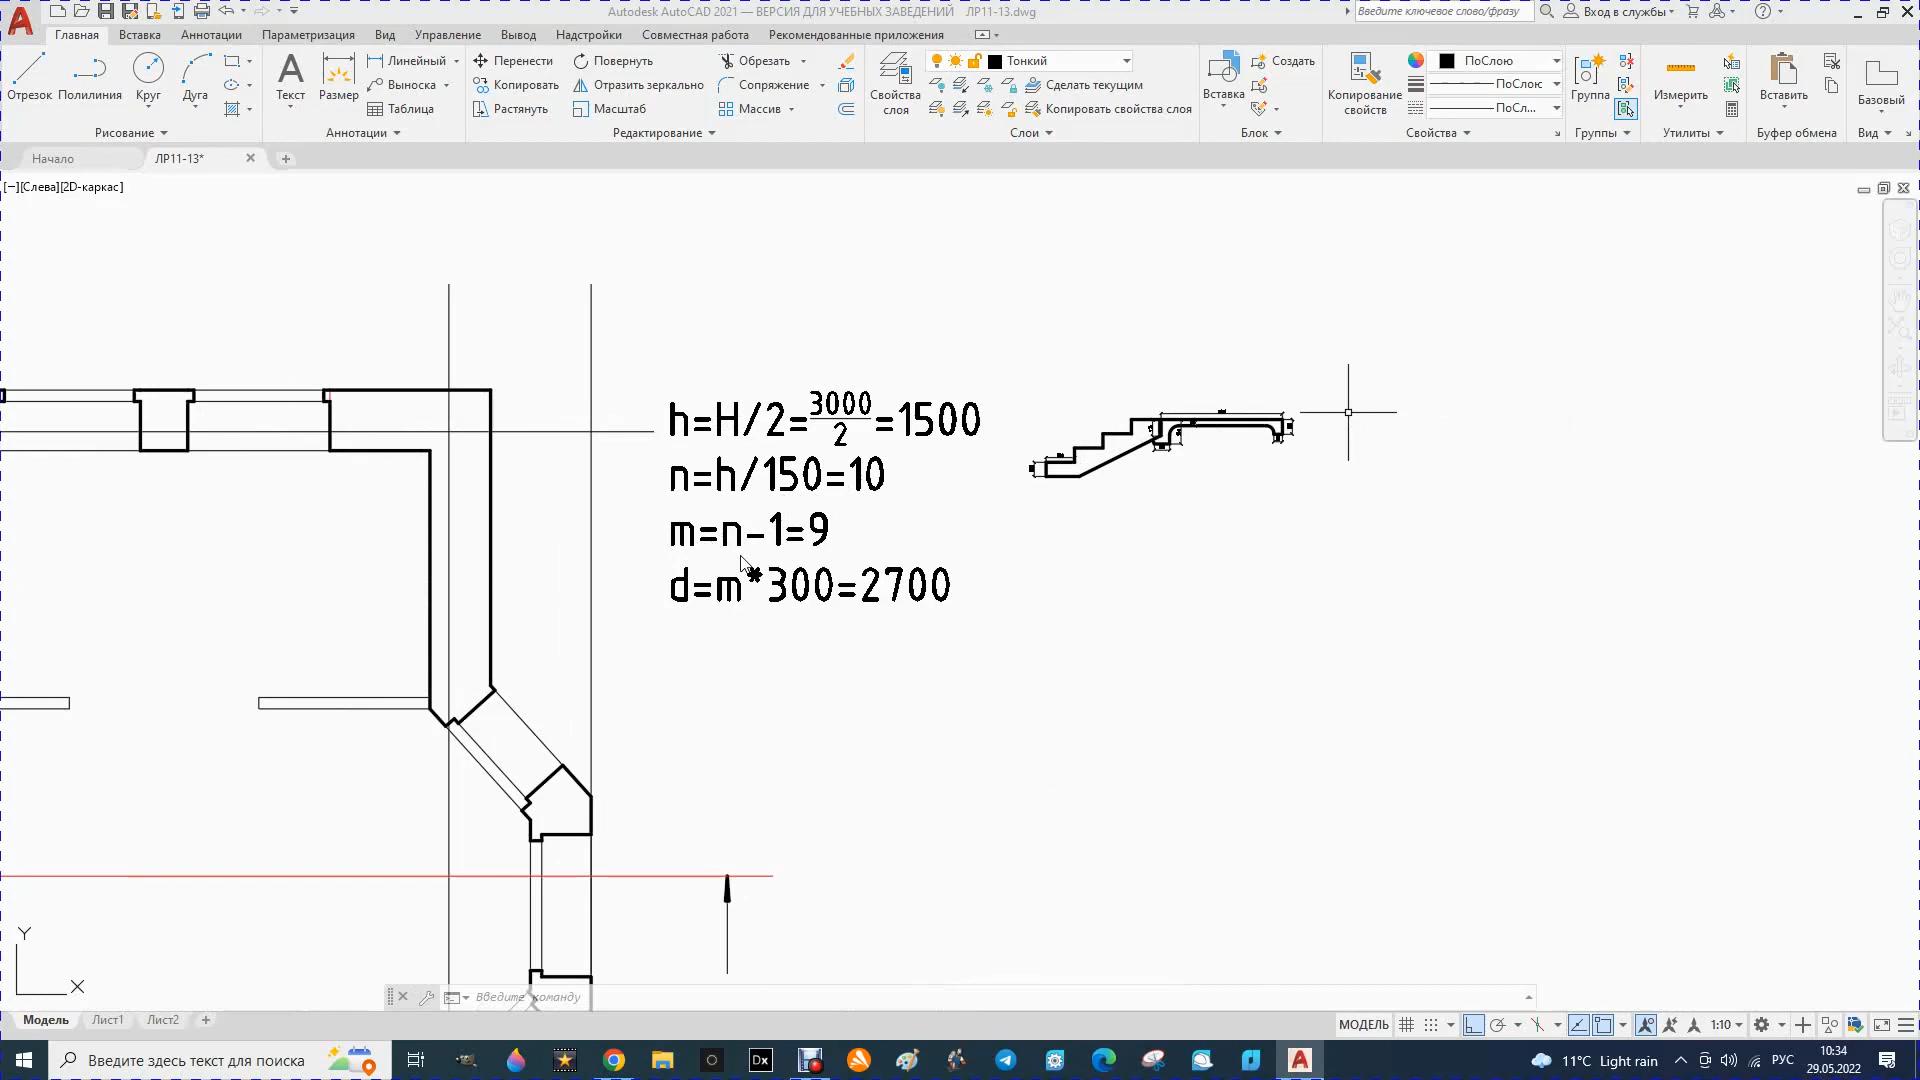 Autodesk AutoCAD 2021 — ВЕРСИЯ ДЛЯ УЧЕБНЫХ ЗАВЕДЕНИЙ ЛР11-13.dwg
Введите ключевое слово/фразу
Вход в службы
Главная Вставка Аннотации Параметризация Вид Управление Вывод Надстройки Совместная работа Рекомендованные приложения
Отрезок Полилиния Круг Дуга
Рисование
Текст Размер
Линейный
Выноска
Таблица
Аннотации
Перенести Повернуть Обрезать
Копировать Отразить зеркально Сопряжение
Растянуть Масштаб Массив
Редактирование
Свойства слоя
Тонкий
Сделать текущим
Копировать свойства слоя
Слои
Вставка
Создать
Блок
Копирование свойств
ПоСлою
ПоСлою
ПоСл...
Свойства
Группа
Группы
Измерить
Утилиты
Вставить
Буфер обмена
Базовый
Вид
Начало ЛР11-13*
[−][Слева][2D-каркас]
h=H/2=3000/2=1500
n=h/150=10
m=n-1=9
d=m*300=2700
Y
X
Введите команду
Модель Лист1 Лист2
МОДЕЛЬ 1:10
Введите здесь текст для поиска
Dx
11°C Light rain
РУС
10:34
29.05.2022